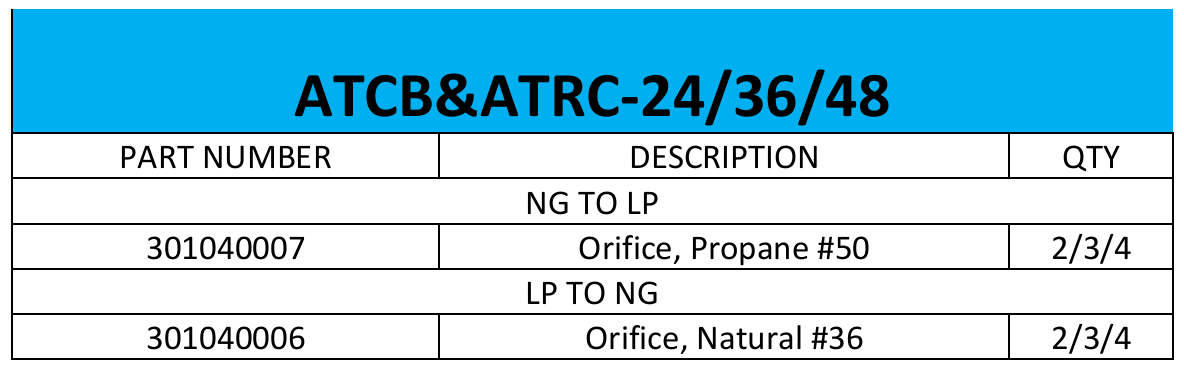 ATCB&ATRC-24/36/48
PART NUMBER DESCRIPTION QTY
NG TO LP
301040007 Orifice, Propane #50 2/3/4
LP TO NG
301040006 Orifice, Natural #36 2/3/4